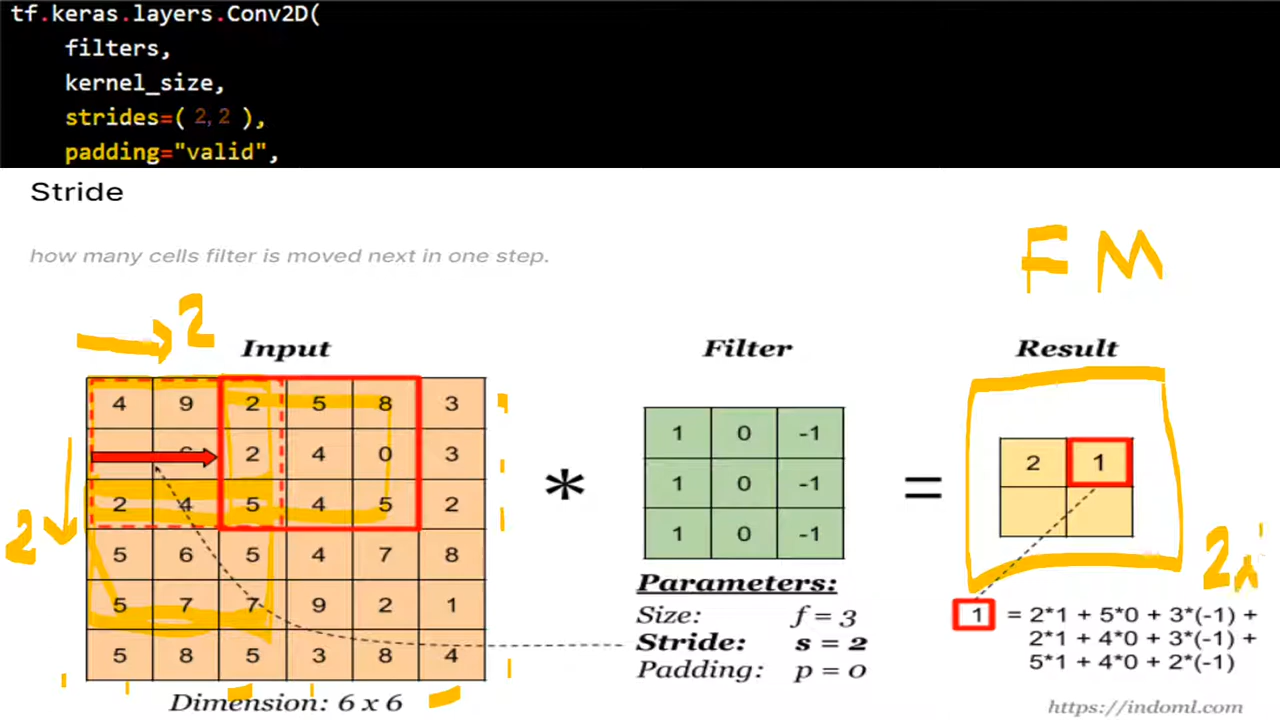 tf.keras.layers.Conv2D(
filters,
kernel_size,
strides=( 2,2 ),
padding="valid",
Stride
how many cells filter is moved next in one step.
F M
2
Input
Filter
Result
4 9 2 5 8 3
2 4 0 3
2 4 5 4 5 2
5 6 5 4 7 8
5 7 7 9 2 1
5 8 5 3 8 4
2
Dimension: 6 x 6
*
1 0 -1
1 0 -1
1 0 -1
Parameters:
Size: f = 3
Stride: s = 2
Padding: p = 0
=
2 1
2x
1 = 2*1 + 5*0 + 3*(-1) +
2*1 + 4*0 + 3*(-1) +
5*1 + 4*0 + 2*(-1)
https://indoml.com